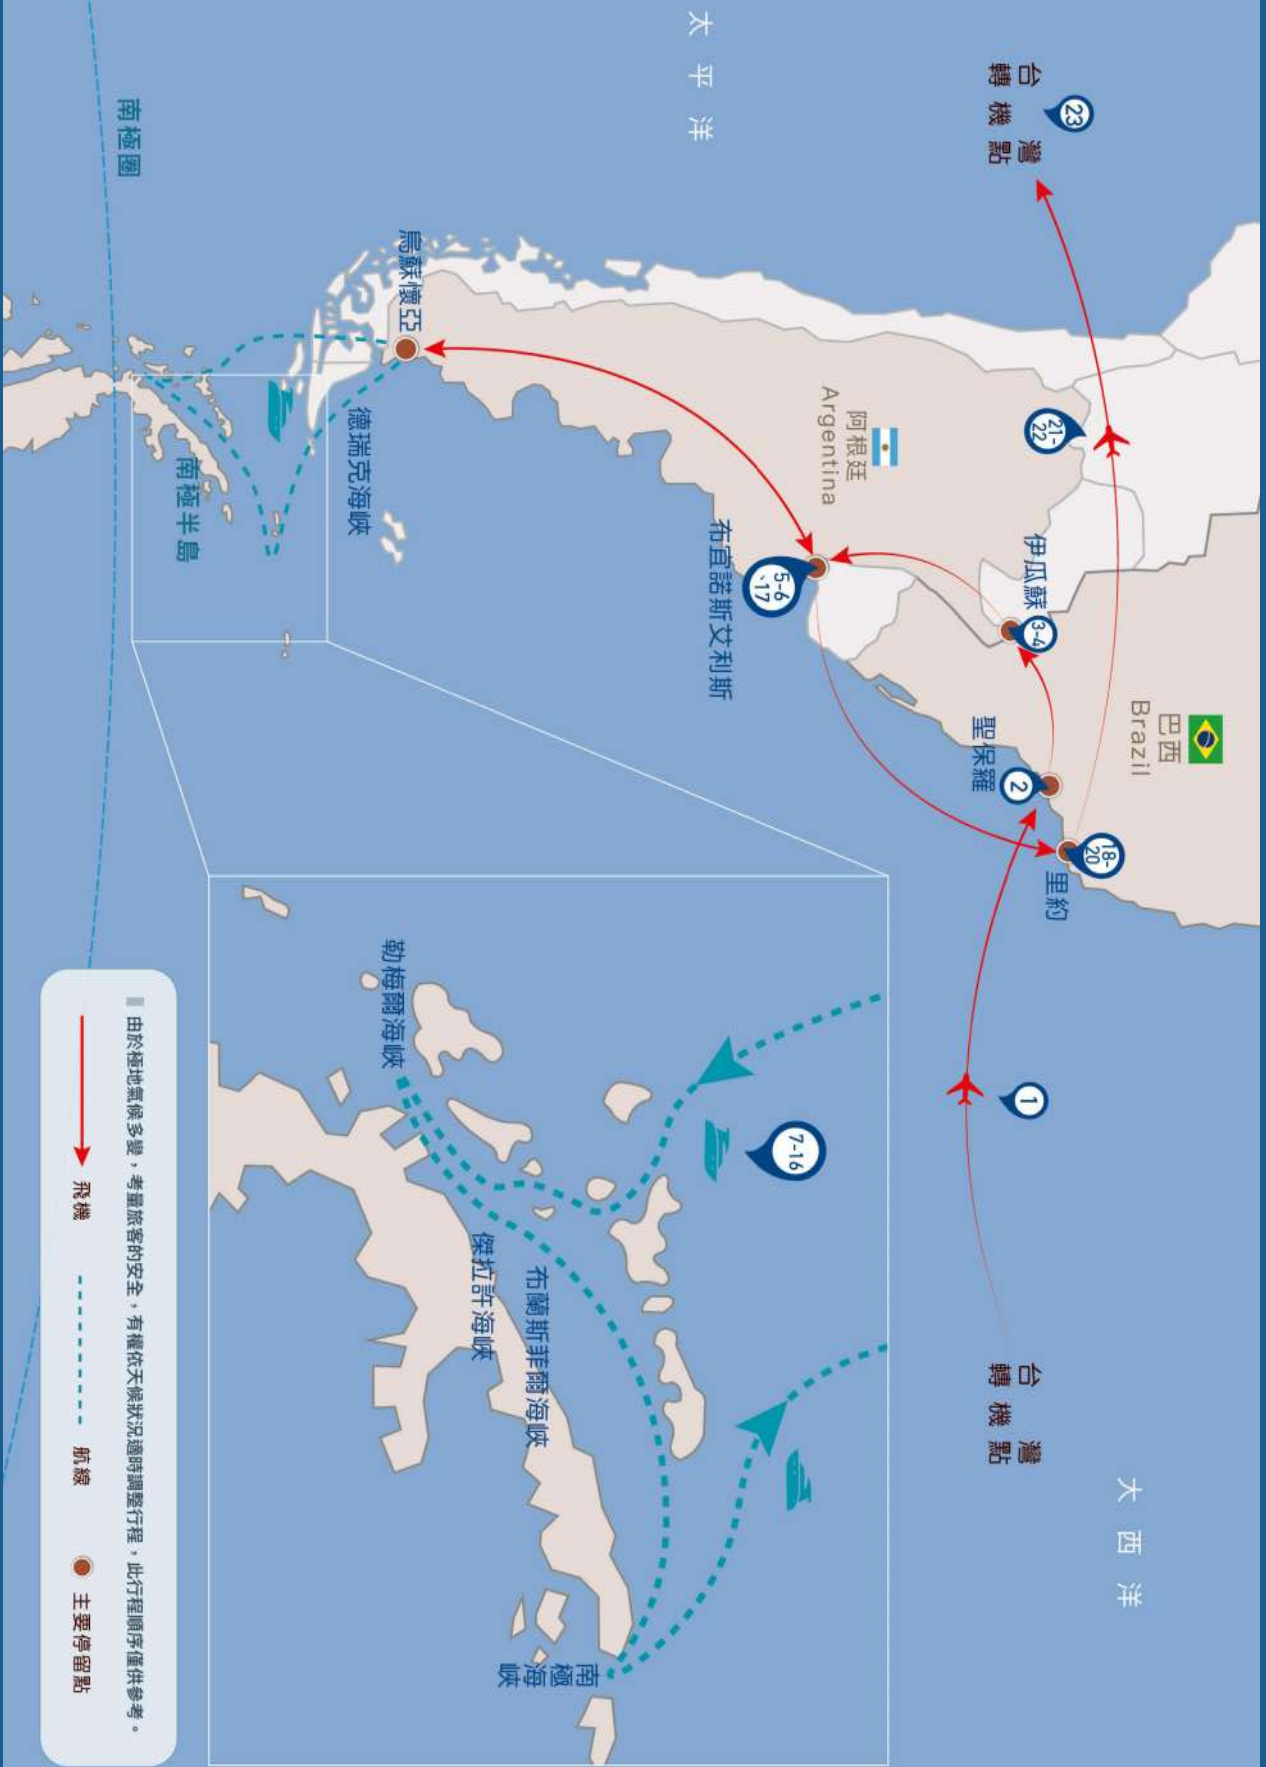 台灣
轉機點
23
太平洋
21-
22
巴西
Brazil
18-
20
里約
聖保羅
2
伊瓜蘇
3-4
阿根廷
Argentina
布宜諾斯艾利斯
5-6
、17
1
台灣
轉機點
大西洋
烏蘇懷亞
德瑞克海峽
南極半島
南極圈
7-16
勒梅爾海峽
傑拉許海峽
布蘭斯菲爾海峽
南極海峽
由於極地氣候多變，考量旅客的安全，有權依天候狀況適時調整行程，此行程順序僅供參考。
飛機
航線
主要停留點